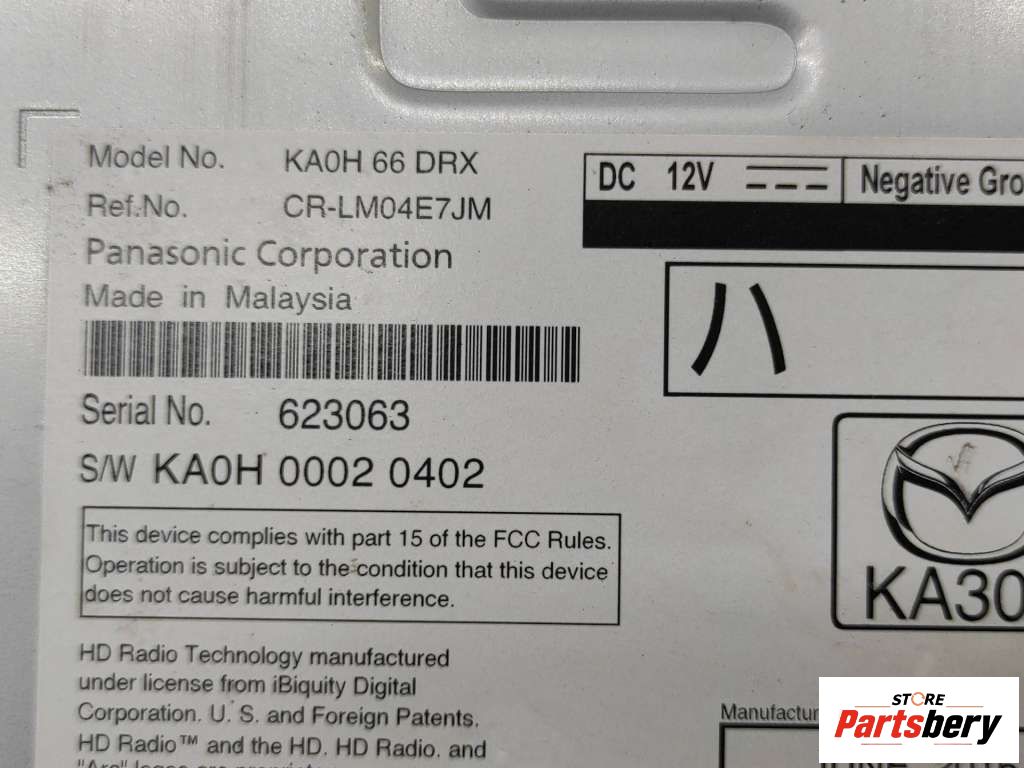 Model No. KA0H 66 DRX
Ref.No. CR-LM04E7JM
Panasonic Corporation
Made in Malaysia
Serial No. 623063
S/W KA0H 0002 0402
This device complies with part 15 of the FCC Rules.
Operation is subject to the condition that this device
does not cause harmful interference.
HD Radio Technology manufactured
under license from iBiquity Digital
Corporation. U. S. and Foreign Patents.
HD Radio™ and the HD. HD Radio. and
DC 12V Negative Gro
ハ
KA30
Manufactur
STORE
Partsbery